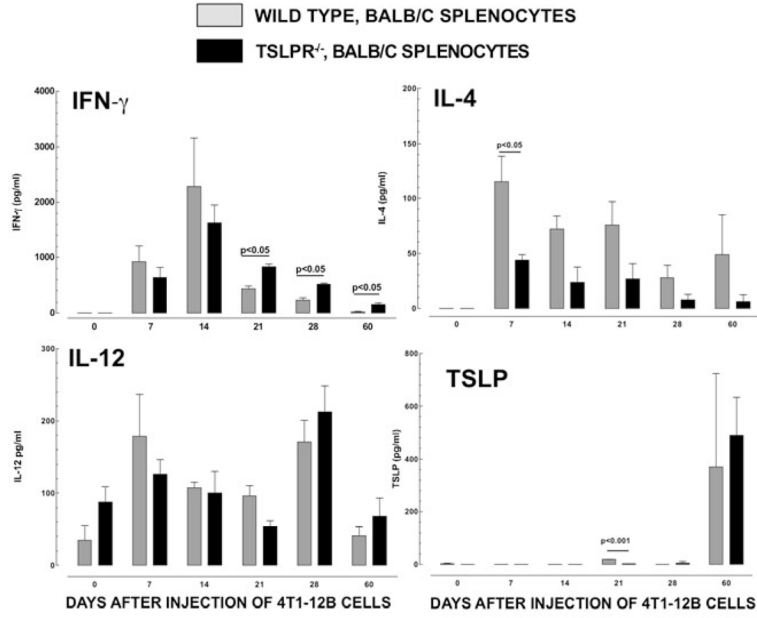 WILD TYPE, BALB/C SPLENOCYTES
TSLPR-/-, BALB/C SPLENOCYTES
IFN-γ
IFN-γ (pg/ml)
4000
3000
2000
1000
0
p<0.05
p<0.05
p<0.05
0 7 14 21 28 60
IL-4
IL-4 (pg/ml)
200
150
100
50
0
p<0.05
0 7 14 21 28 60
IL-12
IL-12 pg/ml
300
200
100
0
0 7 14 21 28 60
DAYS AFTER INJECTION OF 4T1-12B CELLS
TSLP
TSLP (pg/ml)
800
600
400
200
0
p<0.001
0 7 14 21 28 60
DAYS AFTER INJECTION OF 4T1-12B CELLS